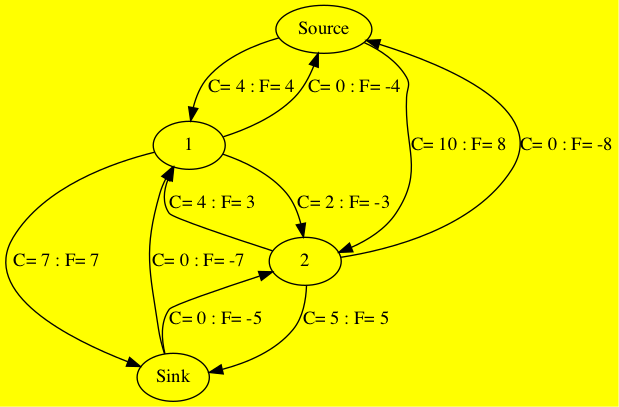 Source
C= 4 : F= 4
C= 0 : F= -4
1
C= 10 : F= 8
C= 0 : F= -8
C= 4 : F= 3
C= 2 : F= -3
C= 7 : F= 7
C= 0 : F= -7
2
C= 0 : F= -5
C= 5 : F= 5
Sink